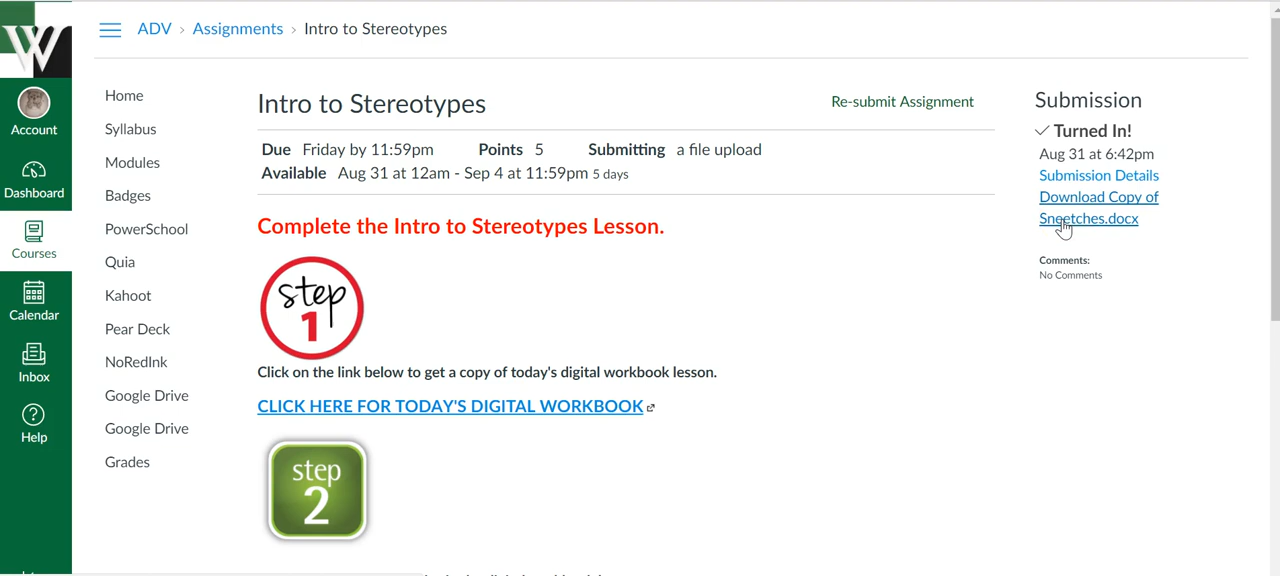 W
ADV › Assignments › Intro to Stereotypes
Account
Dashboard
Courses
Calendar
Inbox
Help
Home
Syllabus
Modules
Badges
PowerSchool
Quia
Kahoot
Pear Deck
NoRedInk
Google Drive
Google Drive
Grades
Intro to Stereotypes
Re-submit Assignment
Due Friday by 11:59pm Points 5 Submitting a file upload
Available Aug 31 at 12am - Sep 4 at 11:59pm 5 days
Complete the Intro to Stereotypes Lesson.
step
1
Click on the link below to get a copy of today's digital workbook lesson.
CLICK HERE FOR TODAY'S DIGITAL WORKBOOK
step
2
Submission
Turned In!
Aug 31 at 6:42pm
Submission Details
Download Copy of
Sneetches.docx
Comments:
No Comments